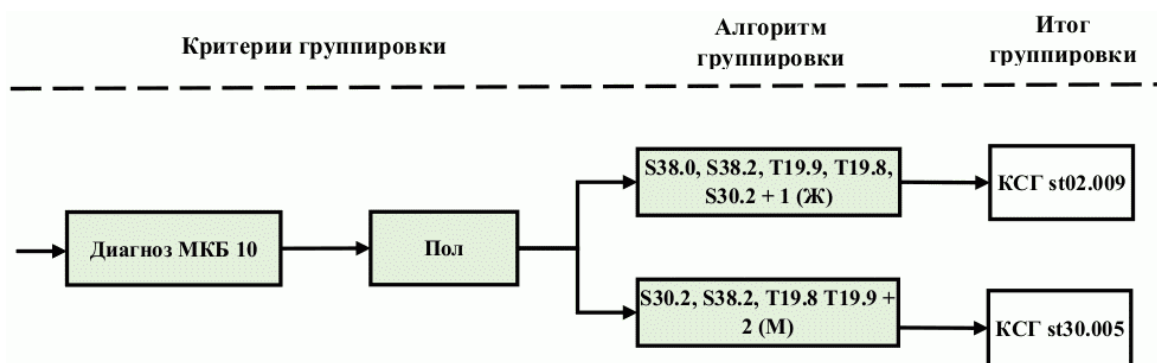 Критерии группировки
Алгоритм
группировки
Итог
группировки
Диагноз МКБ 10
Пол
S38.0, S38.2, T19.9, T19.8,
S30.2 + 1 (Ж)
КСГ st02.009
S30.2, S38.2, T19.8 T19.9 +
2 (М)
КСГ st30.005